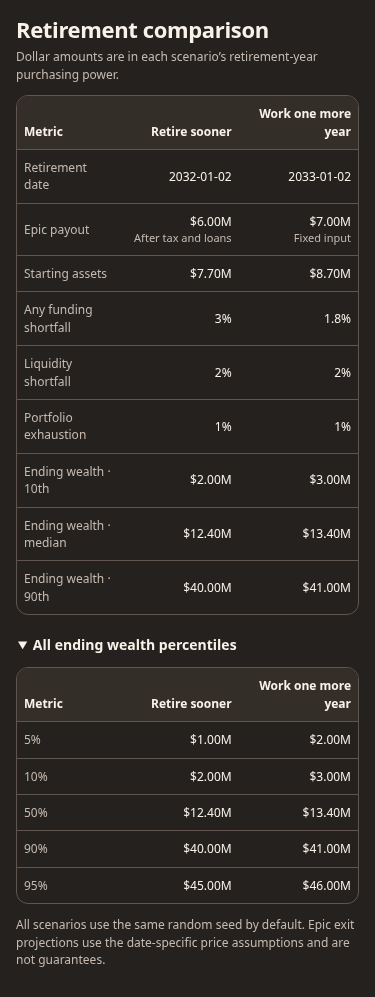 Retirement comparison
Dollar amounts are in each scenario’s retirement-year
purchasing power.
Metric Retire sooner Work one more
year
Retirement
date 2032-01-02 2033-01-02
Epic payout $6.00M $7.00M
After tax and loans Fixed input
Starting assets $7.70M $8.70M
Any funding
shortfall 3% 1.8%
Liquidity
shortfall 2% 2%
Portfolio
exhaustion 1% 1%
Ending wealth ·
10th $2.00M $3.00M
Ending wealth ·
median $12.40M $13.40M
Ending wealth ·
90th $40.00M $41.00M
▼ All ending wealth percentiles
Metric Retire sooner Work one more
year
5% $1.00M $2.00M
10% $2.00M $3.00M
50% $12.40M $13.40M
90% $40.00M $41.00M
95% $45.00M $46.00M
All scenarios use the same random seed by default. Epic exit
projections use the date-specific price assumptions and are
not guarantees.